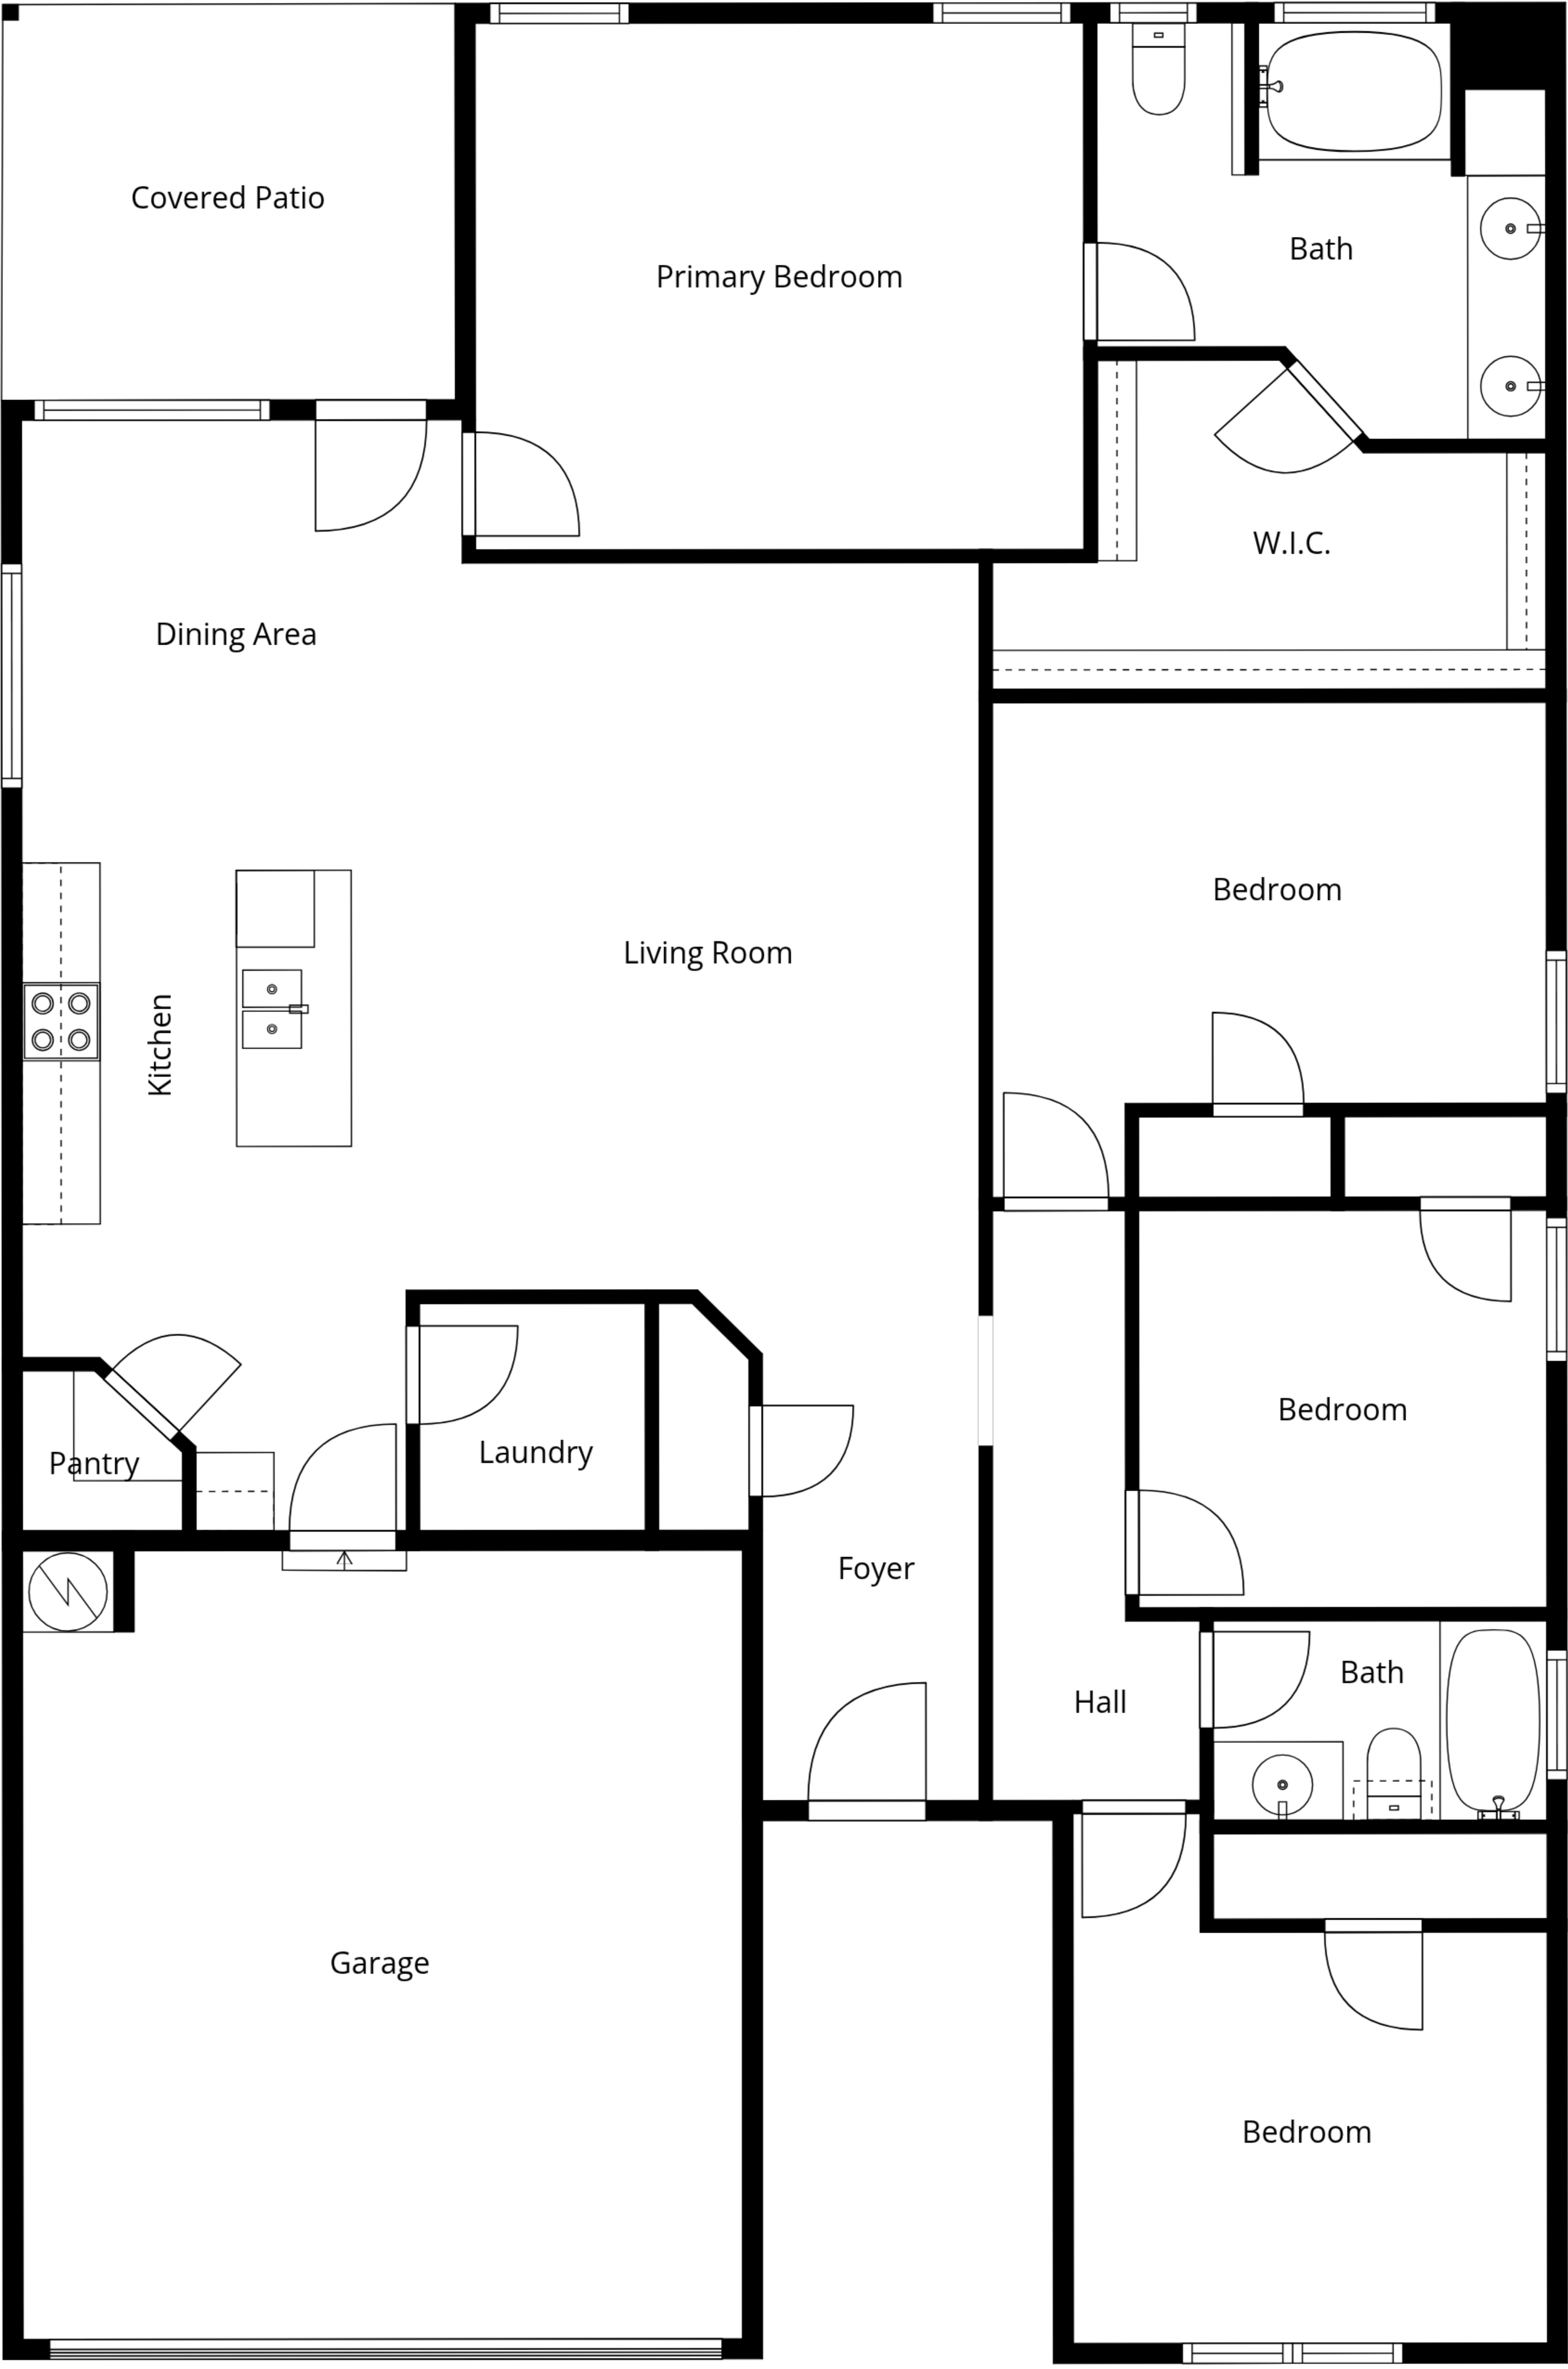 Covered Patio
Primary Bedroom
Bath
W.I.C.
Dining Area
Bedroom
Living Room
Kitchen
Bedroom
Laundry
Pantry
Foyer
Bath
Hall
Garage
Bedroom